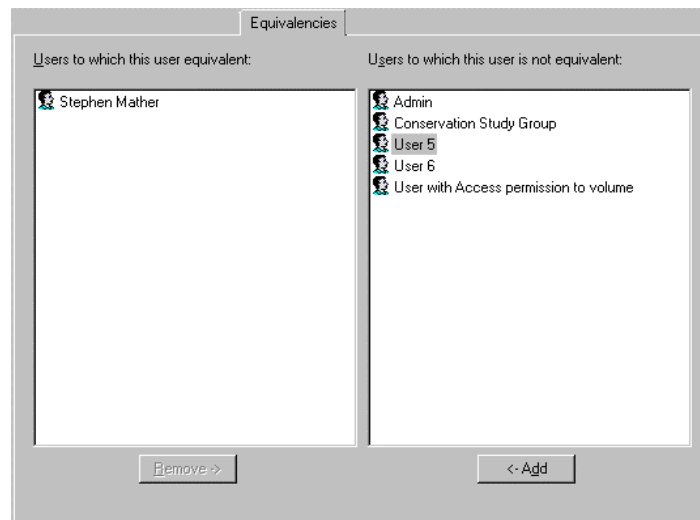 Equivalencies
Users to which this user equivalent:
Users to which this user is not equivalent:
Stephen Mather
Admin
Conservation Study Group
User 5
User 6
User with Access permission to volume
Remove ->
<- Add